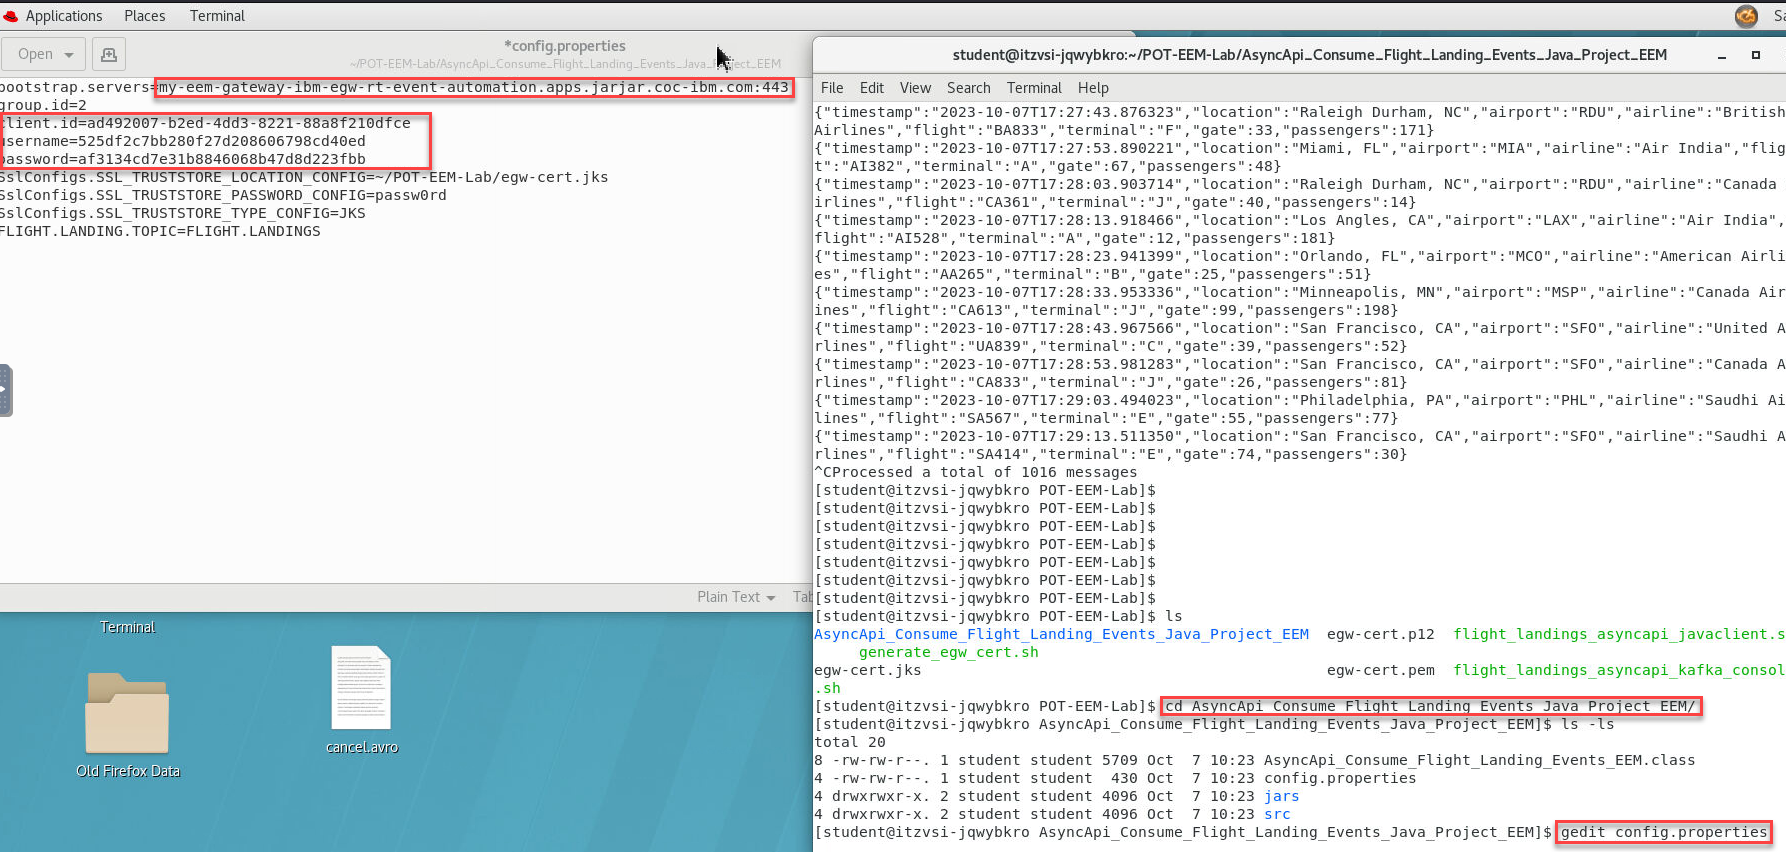 Applications Places Terminal
Open
*config.properties
~/POT-EEM-Lab/AsyncApi_Consume_Flight_Landing_Events_Java_Project_EEM
bootstrap.servers=my-eem-gateway-ibm-egw-rt-event-automation.apps.jarjar.coc-ibm.com:443
group.id=2
client.id=ad492007-b2ed-4dd3-8221-88a8f210dfce
username=525df2c7bb280f27d208606798cd40ed
password=af3134cd7e31b8846068b47d8d223fbb
SslConfigs.SSL_TRUSTSTORE_LOCATION_CONFIG=~/POT-EEM-Lab/egw-cert.jks
SslConfigs.SSL_TRUSTSTORE_PASSWORD_CONFIG=passw0rd
SslConfigs.SSL_TRUSTSTORE_TYPE_CONFIG=JKS
FLIGHT.LANDING.TOPIC=FLIGHT.LANDINGS
Plain Text Tab
Terminal
Old Firefox Data
cancel.avro
student@itzvsi-jqwybkro:~/POT-EEM-Lab/AsyncApi_Consume_Flight_Landing_Events_Java_Project_EEM
File Edit View Search Terminal Help
{"timestamp":"2023-10-07T17:27:43.876323","location":"Raleigh Durham, NC","airport":"RDU","airline":"British
Airlines","flight":"BA833","terminal":"F","gate":33,"passengers":171}
{"timestamp":"2023-10-07T17:27:53.890221","location":"Miami, FL","airport":"MIA","airline":"Air India","flig
t":"AI382","terminal":"A","gate":67,"passengers":48}
{"timestamp":"2023-10-07T17:28:03.903714","location":"Raleigh Durham, NC","airport":"RDU","airline":"Canada
irlines","flight":"CA361","terminal":"J","gate":40,"passengers":14}
{"timestamp":"2023-10-07T17:28:13.918466","location":"Los Angles, CA","airport":"LAX","airline":"Air India",
flight":"AI528","terminal":"A","gate":12,"passengers":181}
{"timestamp":"2023-10-07T17:28:23.941399","location":"Orlando, FL","airport":"MCO","airline":"American Airli
es","flight":"AA265","terminal":"B","gate":25,"passengers":51}
{"timestamp":"2023-10-07T17:28:33.953336","location":"Minneapolis, MN","airport":"MSP","airline":"Canada Air
ines","flight":"CA613","terminal":"J","gate":99,"passengers":198}
{"timestamp":"2023-10-07T17:28:43.967566","location":"San Francisco, CA","airport":"SFO","airline":"United A
rlines","flight":"UA839","terminal":"C","gate":39,"passengers":52}
{"timestamp":"2023-10-07T17:28:53.981283","location":"San Francisco, CA","airport":"SFO","airline":"Canada A
rlines","flight":"CA833","terminal":"J","gate":26,"passengers":81}
{"timestamp":"2023-10-07T17:29:03.494023","location":"Philadelphia, PA","airport":"PHL","airline":"Saudhi Ai
lines","flight":"SA567","terminal":"E","gate":55,"passengers":77}
{"timestamp":"2023-10-07T17:29:13.511350","location":"San Francisco, CA","airport":"SFO","airline":"Saudhi A
rlines","flight":"SA414","terminal":"E","gate":74,"passengers":30}
^CProcessed a total of 1016 messages
[student@itzvsi-jqwybkro POT-EEM-Lab]$
[student@itzvsi-jqwybkro POT-EEM-Lab]$
[student@itzvsi-jqwybkro POT-EEM-Lab]$
[student@itzvsi-jqwybkro POT-EEM-Lab]$
[student@itzvsi-jqwybkro POT-EEM-Lab]$
[student@itzvsi-jqwybkro POT-EEM-Lab]$
[student@itzvsi-jqwybkro POT-EEM-Lab]$
[student@itzvsi-jqwybkro POT-EEM-Lab]$ ls
AsyncApi_Consume_Flight_Landing_Events_Java_Project_EEM egw-cert.p12 flight_landings_asyncapi_javaclient.s
generate_egw_cert.sh
egw-cert.jks egw-cert.pem flight_landings_asyncapi_kafka_consol
.sh
[student@itzvsi-jqwybkro POT-EEM-Lab]$ cd AsyncApi_Consume_Flight_Landing_Events_Java_Project_EEM/
[student@itzvsi-jqwybkro AsyncApi_Consume_Flight_Landing_Events_Java_Project_EEM]$ ls -ls
total 20
8 -rw-rw-r--. 1 student student 5709 Oct 7 10:23 AsyncApi_Consume_Flight_Landing_Events_EEM.class
4 -rw-rw-r--. 1 student student 430 Oct 7 10:23 config.properties
4 drwxrwxr-x. 2 student student 4096 Oct 7 10:23 jars
4 drwxrwxr-x. 2 student student 4096 Oct 7 10:23 src
[student@itzvsi-jqwybkro AsyncApi_Consume_Flight_Landing_Events_Java_Project_EEM]$ gedit config.properties